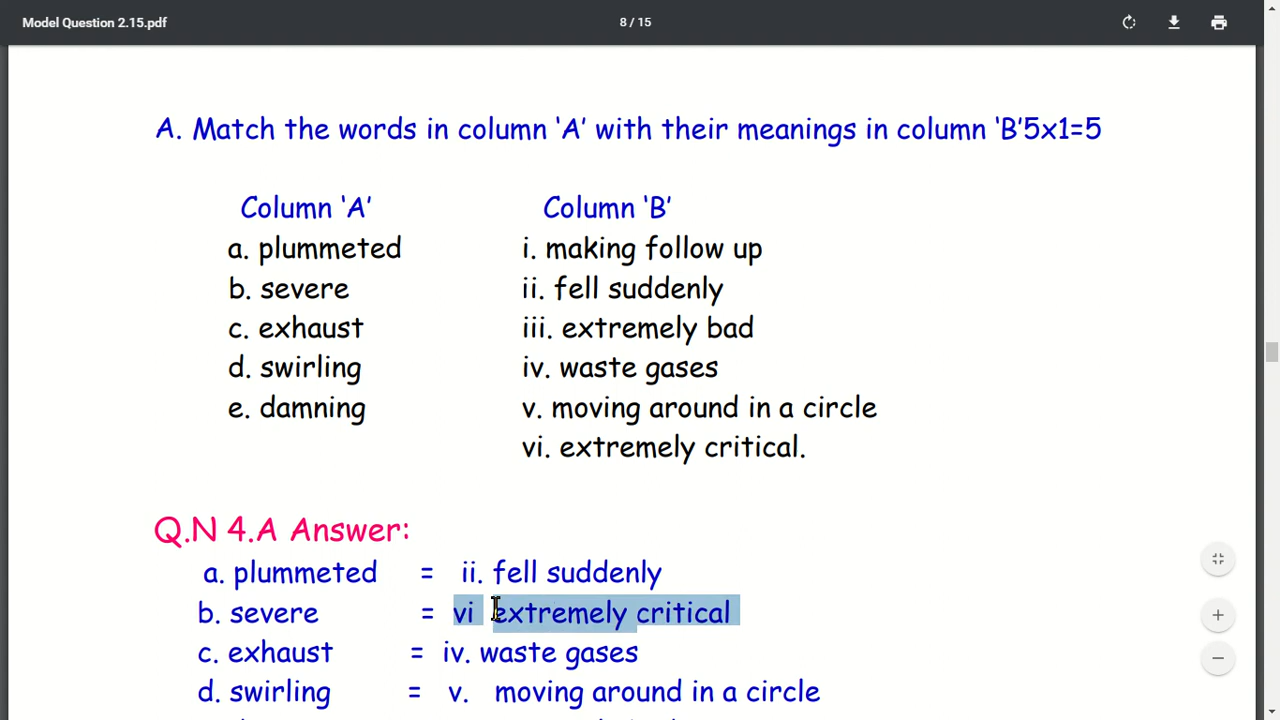 Model Question 2.15.pdf
8 / 15
A. Match the words in column ‘A’ with their meanings in column ‘B’5x1=5
Column ‘A’ Column ‘B’
a. plummeted i. making follow up
b. severe ii. fell suddenly
c. exhaust iii. extremely bad
d. swirling iv. waste gases
e. damning v. moving around in a circle
vi. extremely critical.
Q.N 4.A Answer:
a. plummeted = ii. fell suddenly
b. severe = vi extremely critical
c. exhaust = iv. waste gases
d. swirling = v. moving around in a circle